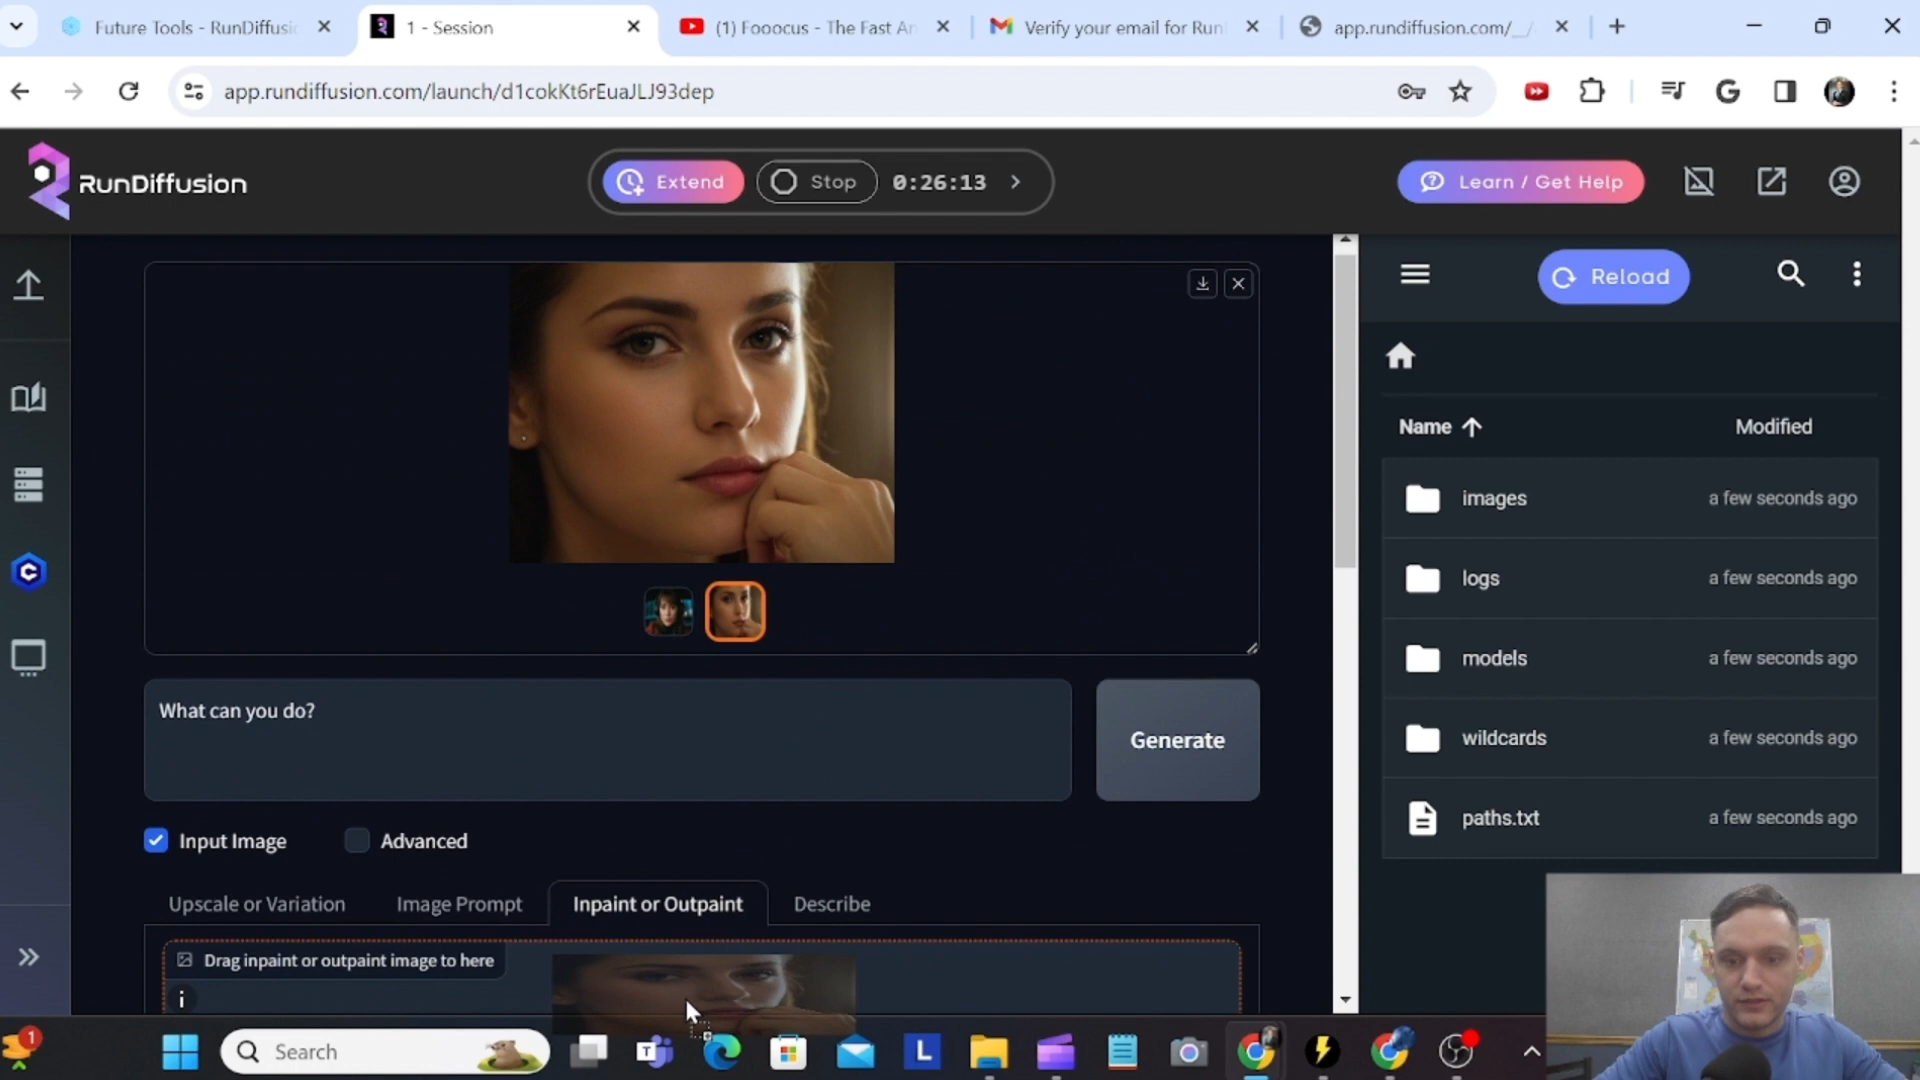 Future Tools - RunDiffusi
1 - Session
(1) Fooocus - The Fast An
Verify your email for Run
app.rundiffusion.com/__/
app.rundiffusion.com/launch/d1cokKt6rEuaJLJ93dep
RunDiffusion
Extend
Stop
0:26:13
Learn / Get Help
Reload
Name
Modified
images
a few seconds ago
logs
a few seconds ago
models
a few seconds ago
wildcards
a few seconds ago
paths.txt
a few seconds ago
What can you do?
Generate
Input Image
Advanced
Upscale or Variation
Image Prompt
Inpaint or Outpaint
Describe
Drag inpaint or outpaint image to here
i
1
Search
T
L